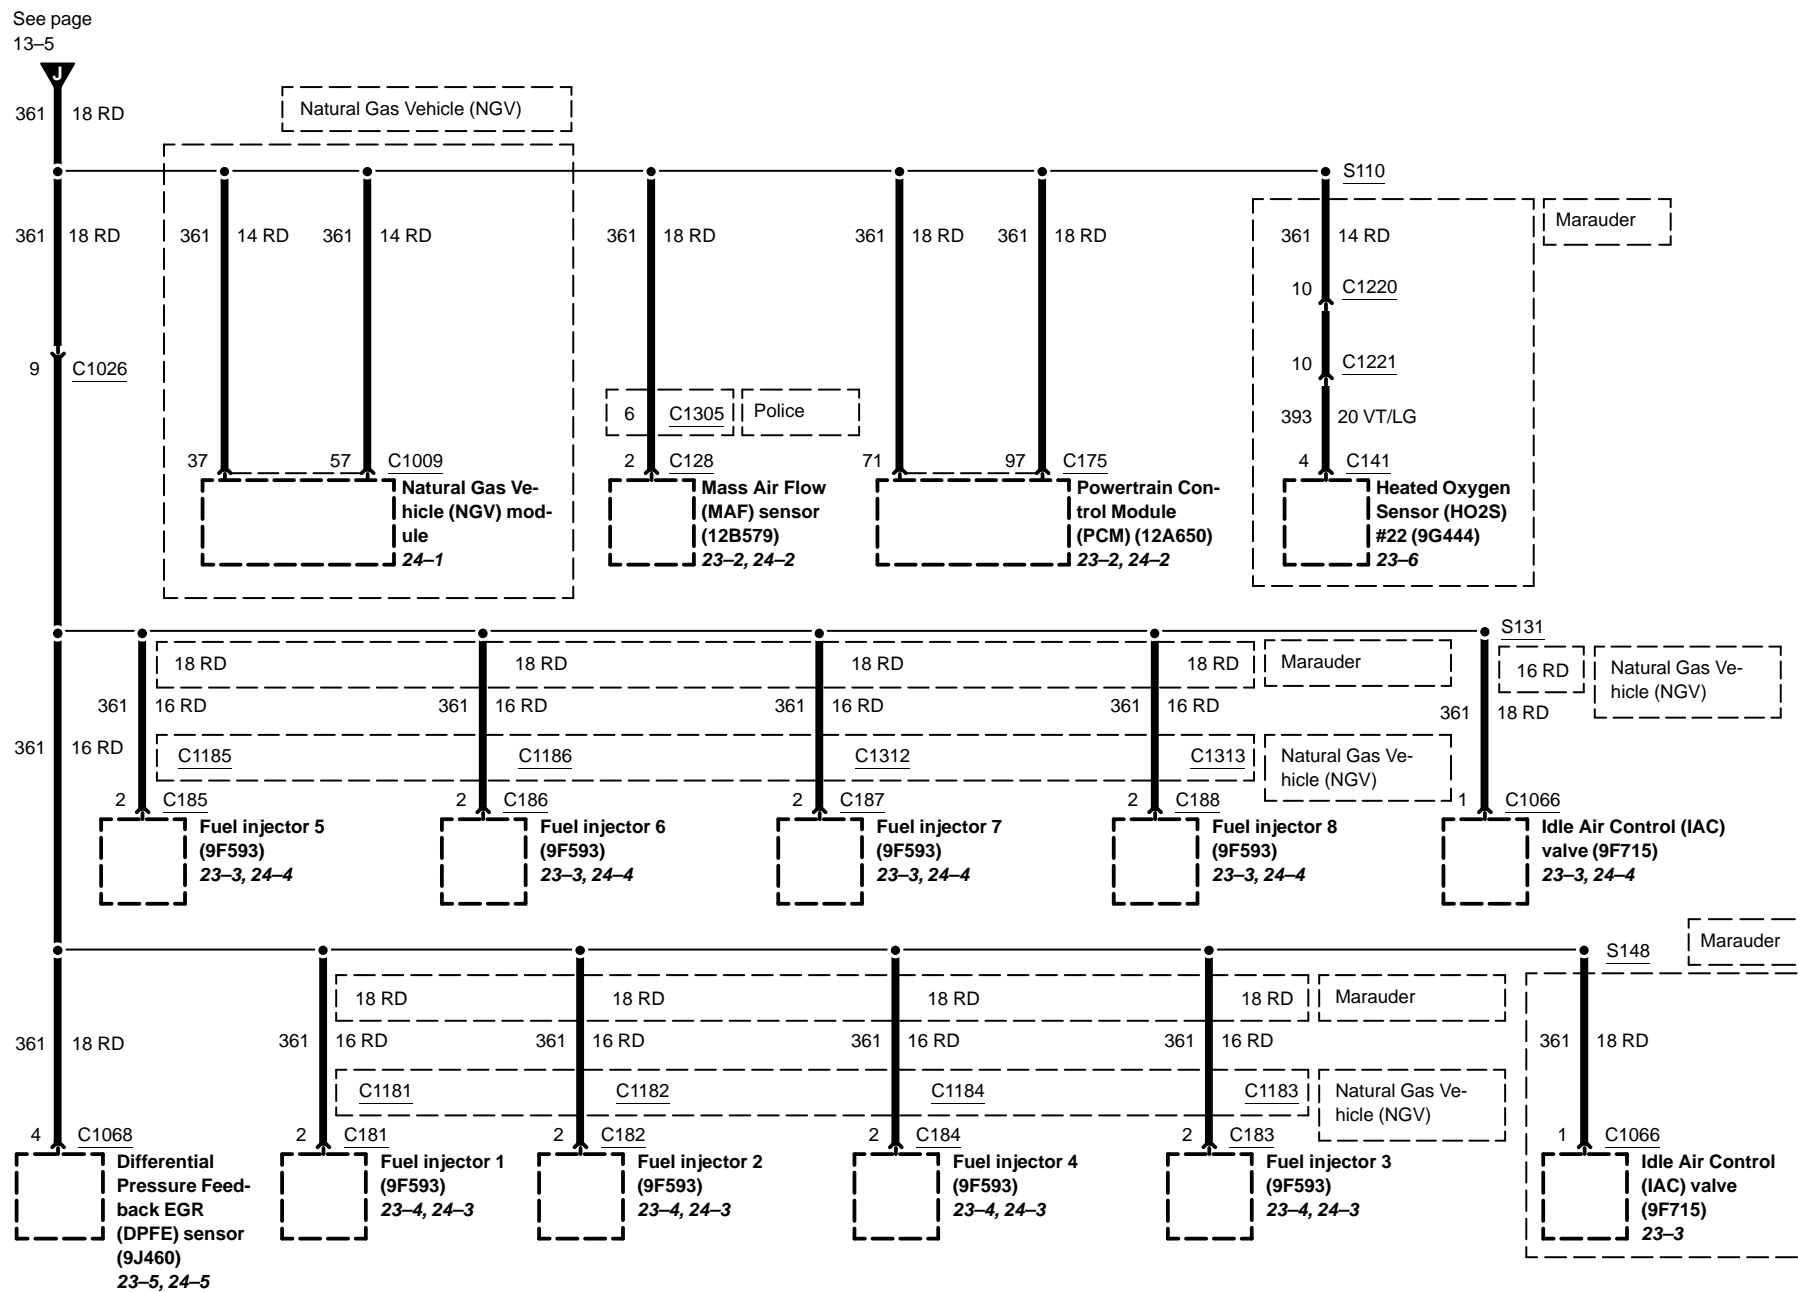 See page
13–5
J
361 18 RD
Natural Gas Vehicle (NGV)
S110
Marauder
361 18 RD 361 14 RD 361 14 RD 361 18 RD 361 18 RD 361 18 RD 361 14 RD
10 C1220
10 C1221
9 C1026
6 C1305 Police
393 20 VT/LG
37 57 C1009 2 C128 71 97 C175 4 C141
Natural Gas Ve-
hicle (NGV) mod-
ule
24–1
Mass Air Flow
(MAF) sensor
(12B579)
23–2, 24–2
Powertrain Con-
trol Module
(PCM) (12A650)
23–2, 24–2
Heated Oxygen
Sensor (HO2S)
#22 (9G444)
23–6
S131
18 RD 18 RD 18 RD 18 RD Marauder
16 RD Natural Gas Ve-
hicle (NGV)
361 16 RD 361 16 RD 361 16 RD 361 16 RD 361 18 RD
361 16 RD
C1185 C1186 C1312 C1313 Natural Gas Ve-
hicle (NGV)
2 C185 2 C186 2 C187 2 C188 1 C1066
Fuel injector 5
(9F593)
23–3, 24–4
Fuel injector 6
(9F593)
23–3, 24–4
Fuel injector 7
(9F593)
23–3, 24–4
Fuel injector 8
(9F593)
23–3, 24–4
Idle Air Control (IAC)
valve (9F715)
23–3, 24–4
S148
Marauder
18 RD 18 RD 18 RD 18 RD Marauder
361 18 RD 361 16 RD 361 16 RD 361 16 RD 361 16 RD 361 18 RD
C1181 C1182 C1184 C1183 Natural Gas Ve-
hicle (NGV)
4 C1068 2 C181 2 C182 2 C184 2 C183 1 C1066
Differential
Pressure Feed-
back EGR
(DPFE) sensor
(9J460)
23–5, 24–5
Fuel injector 1
(9F593)
23–4, 24–3
Fuel injector 2
(9F593)
23–4, 24–3
Fuel injector 4
(9F593)
23–4, 24–3
Fuel injector 3
(9F593)
23–4, 24–3
Idle Air Control
(IAC) valve
(9F715)
23–3